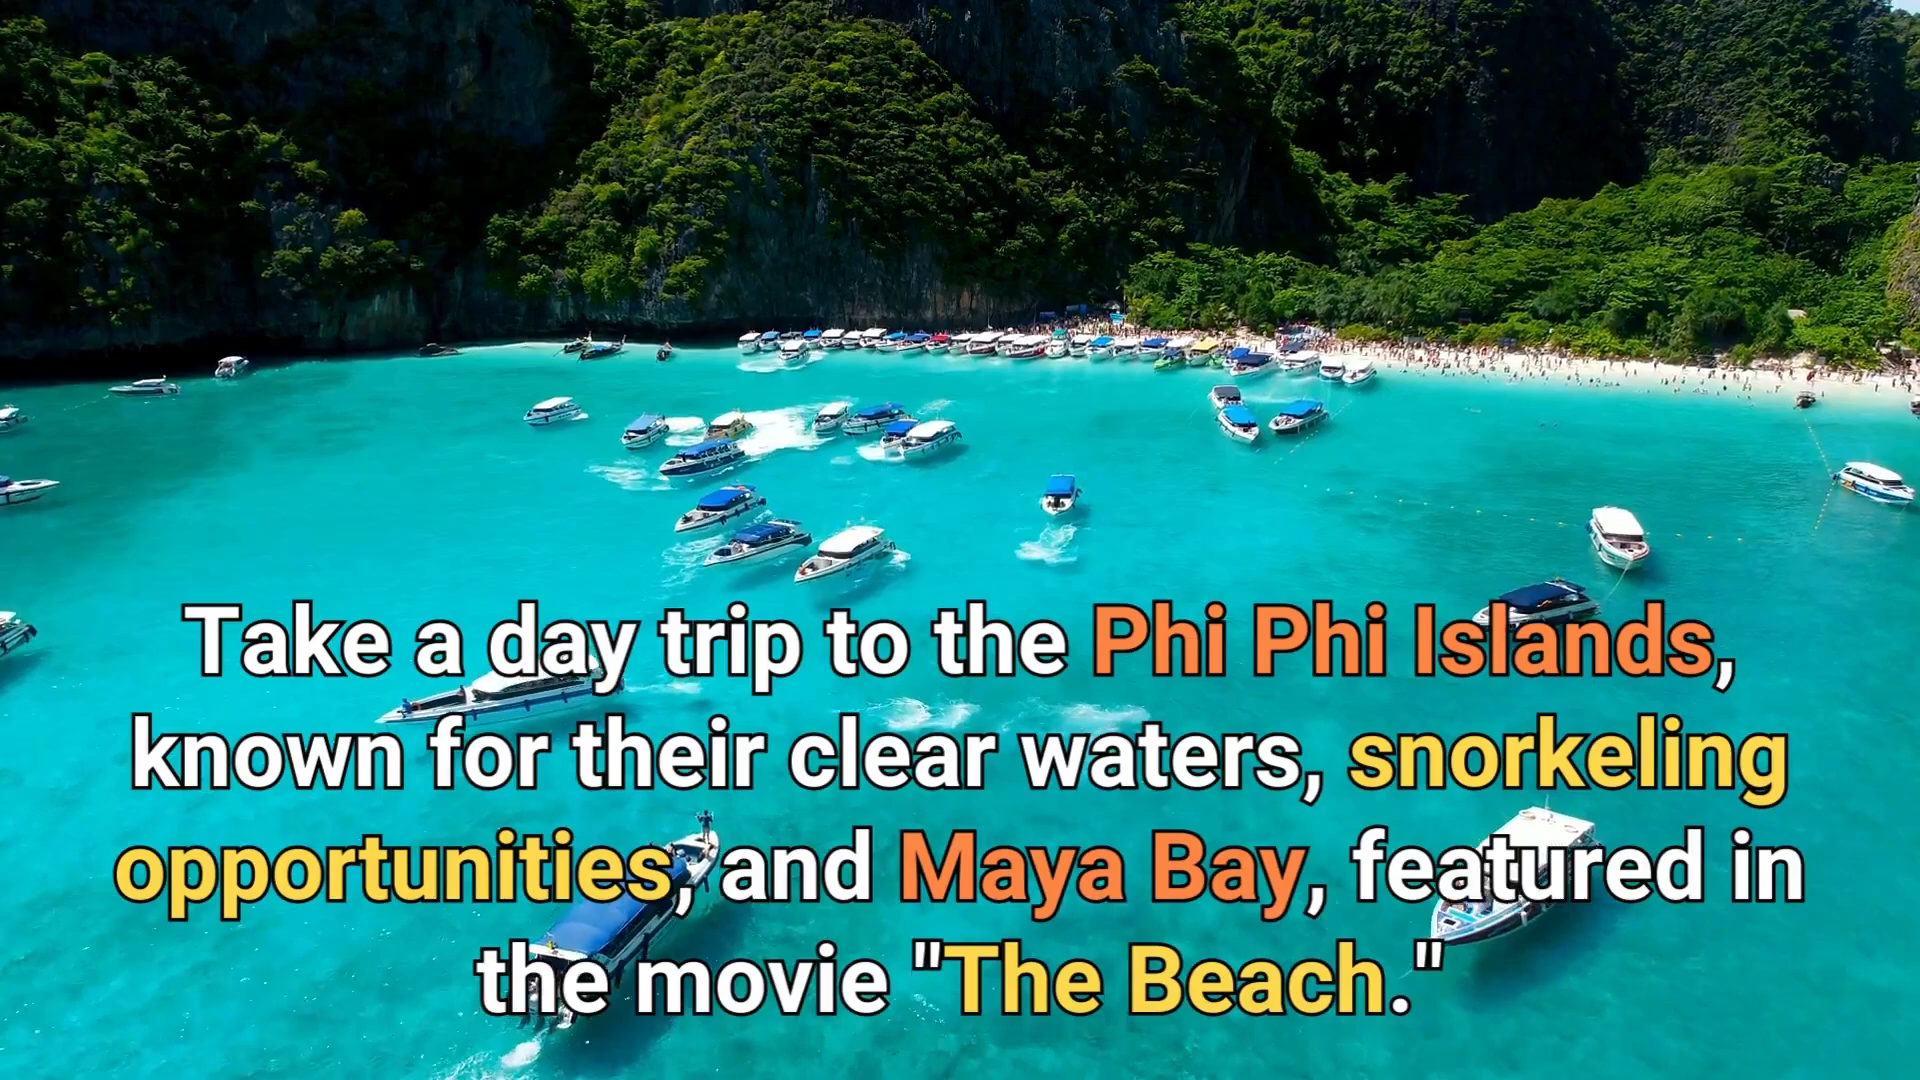 Take a day trip to the Phi Phi Islands,
known for their clear waters, snorkeling
opportunities, and Maya Bay, featured in
the movie "The Beach."